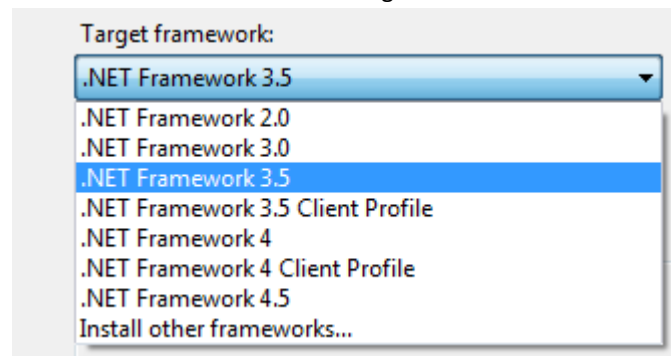 Target framework:
.NET Framework 3.5
.NET Framework 2.0
.NET Framework 3.0
.NET Framework 3.5
.NET Framework 3.5 Client Profile
.NET Framework 4
.NET Framework 4 Client Profile
.NET Framework 4.5
Install other frameworks...